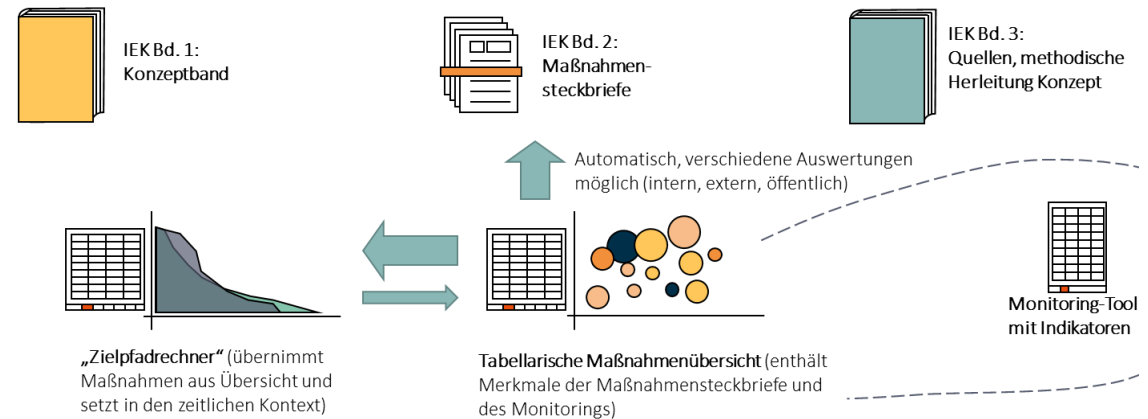 IEK Bd. 1:
Konzeptband
IEK Bd. 2:
Maßnahmen-
steckbriefe
IEK Bd. 3:
Quellen, methodische
Herleitung Konzept
Automatisch, verschiedene Auswertungen
möglich (intern, extern, öffentlich)
„Zielpfadrechner“ (übernimmt
Maßnahmen aus Übersicht und
setzt in den zeitlichen Kontext)
Tabellarische Maßnahmenübersicht (enthält
Merkmale der Maßnahmensteckbriefe und
des Monitorings)
Monitoring-Tool
mit Indikatoren